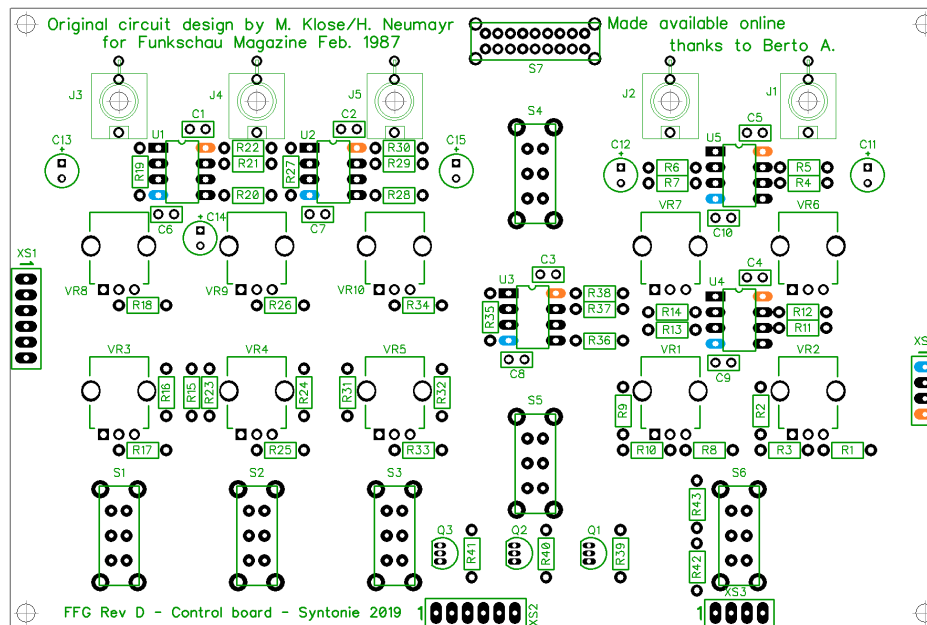 Original circuit design by M. Klose/H. Neumayr
for Funkschau Magazine Feb. 1987
Made available online
thanks to Berto A.
S7
J3
J4
J5
J2
J1
S4
C1
C2
C5
C13
U1
R22
R21
R19
R20
U2
R27
R30
R29
R28
C15
C12
R6
R7
U5
R5
R4
C11
C6
C14
C7
VR7
C10
VR6
XS1
1
VR8
R18
VR9
R26
VR10
R34
C3
U3
R35
R38
R37
R36
C8
C4
U4
R14
R13
R12
R11
C9
XS
VR3
VR4
VR5
VR1
VR2
R16
R15
R23
R24
R31
R32
R9
R2
R17
R25
R33
R10
R8
R3
R1
S5
S1
S2
S3
S6
R43
R42
Q3
R41
Q2
R40
Q1
R39
FFG Rev D - Control board - Syntonie 2019
1
XS2
1
XS3